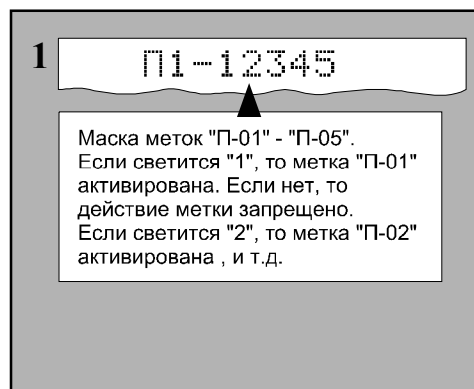 1
П1-12345
Маска меток "П-01" - "П-05".
Если светится "1", то метка "П-01"
активирована. Если нет, то
действие метки запрещено.
Если светится "2", то метка "П-02"
активирована , и т.д.